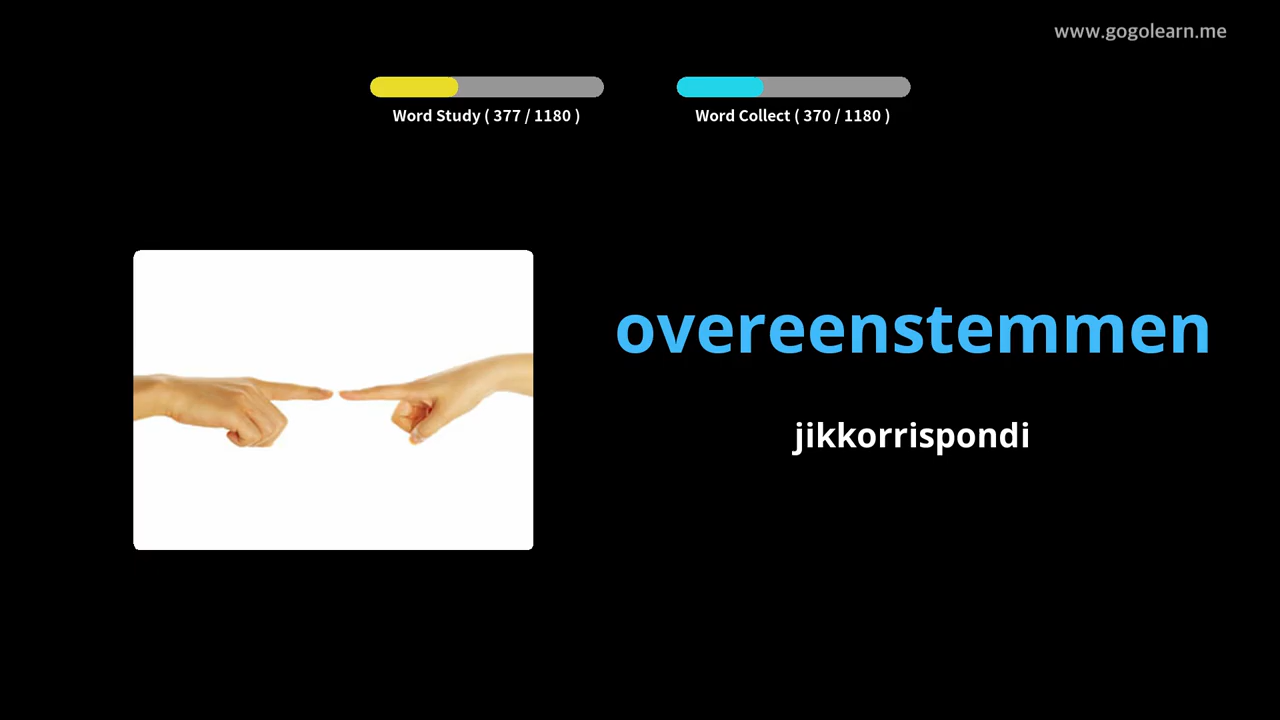 www.gogolearn.me
Word Study ( 377 / 1180 )
Word Collect ( 370 / 1180 )
overeenstemmen
jikkorrispondi